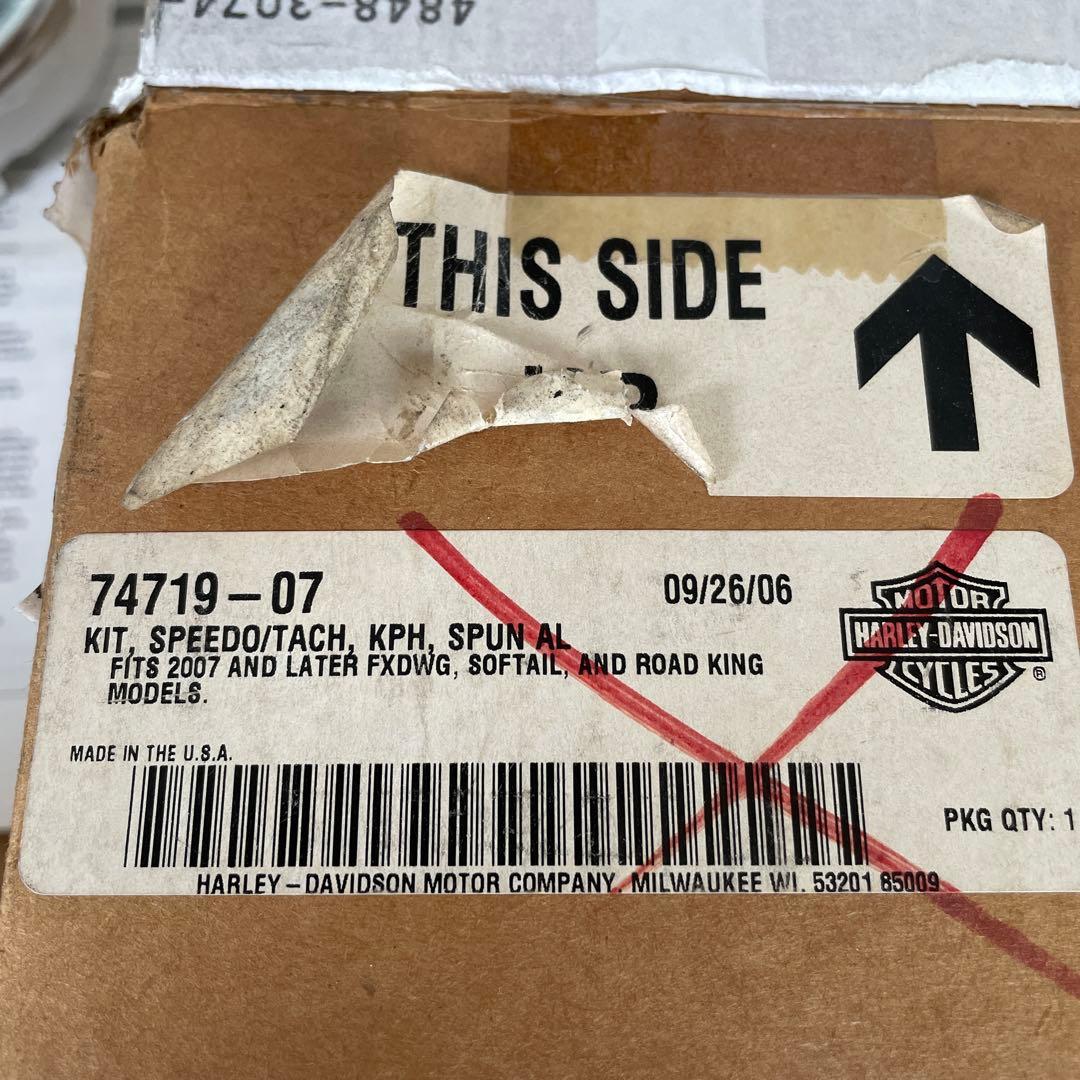 4848-3074-
THIS SIDE
74719-07
09/26/06
KIT, SPEEDO/TACH, KPH, SPUN AL
FITS 2007 AND LATER FXDWG, SOFTAIL, AND ROAD KING
MODELS.
MOTOR
HARLEY-DAVIDSON
CYCLES
®
MADE IN THE U.S.A.
PKG QTY: 1
HARLEY-DAVIDSON MOTOR COMPANY, MILWAUKEE WI. 53201 85009